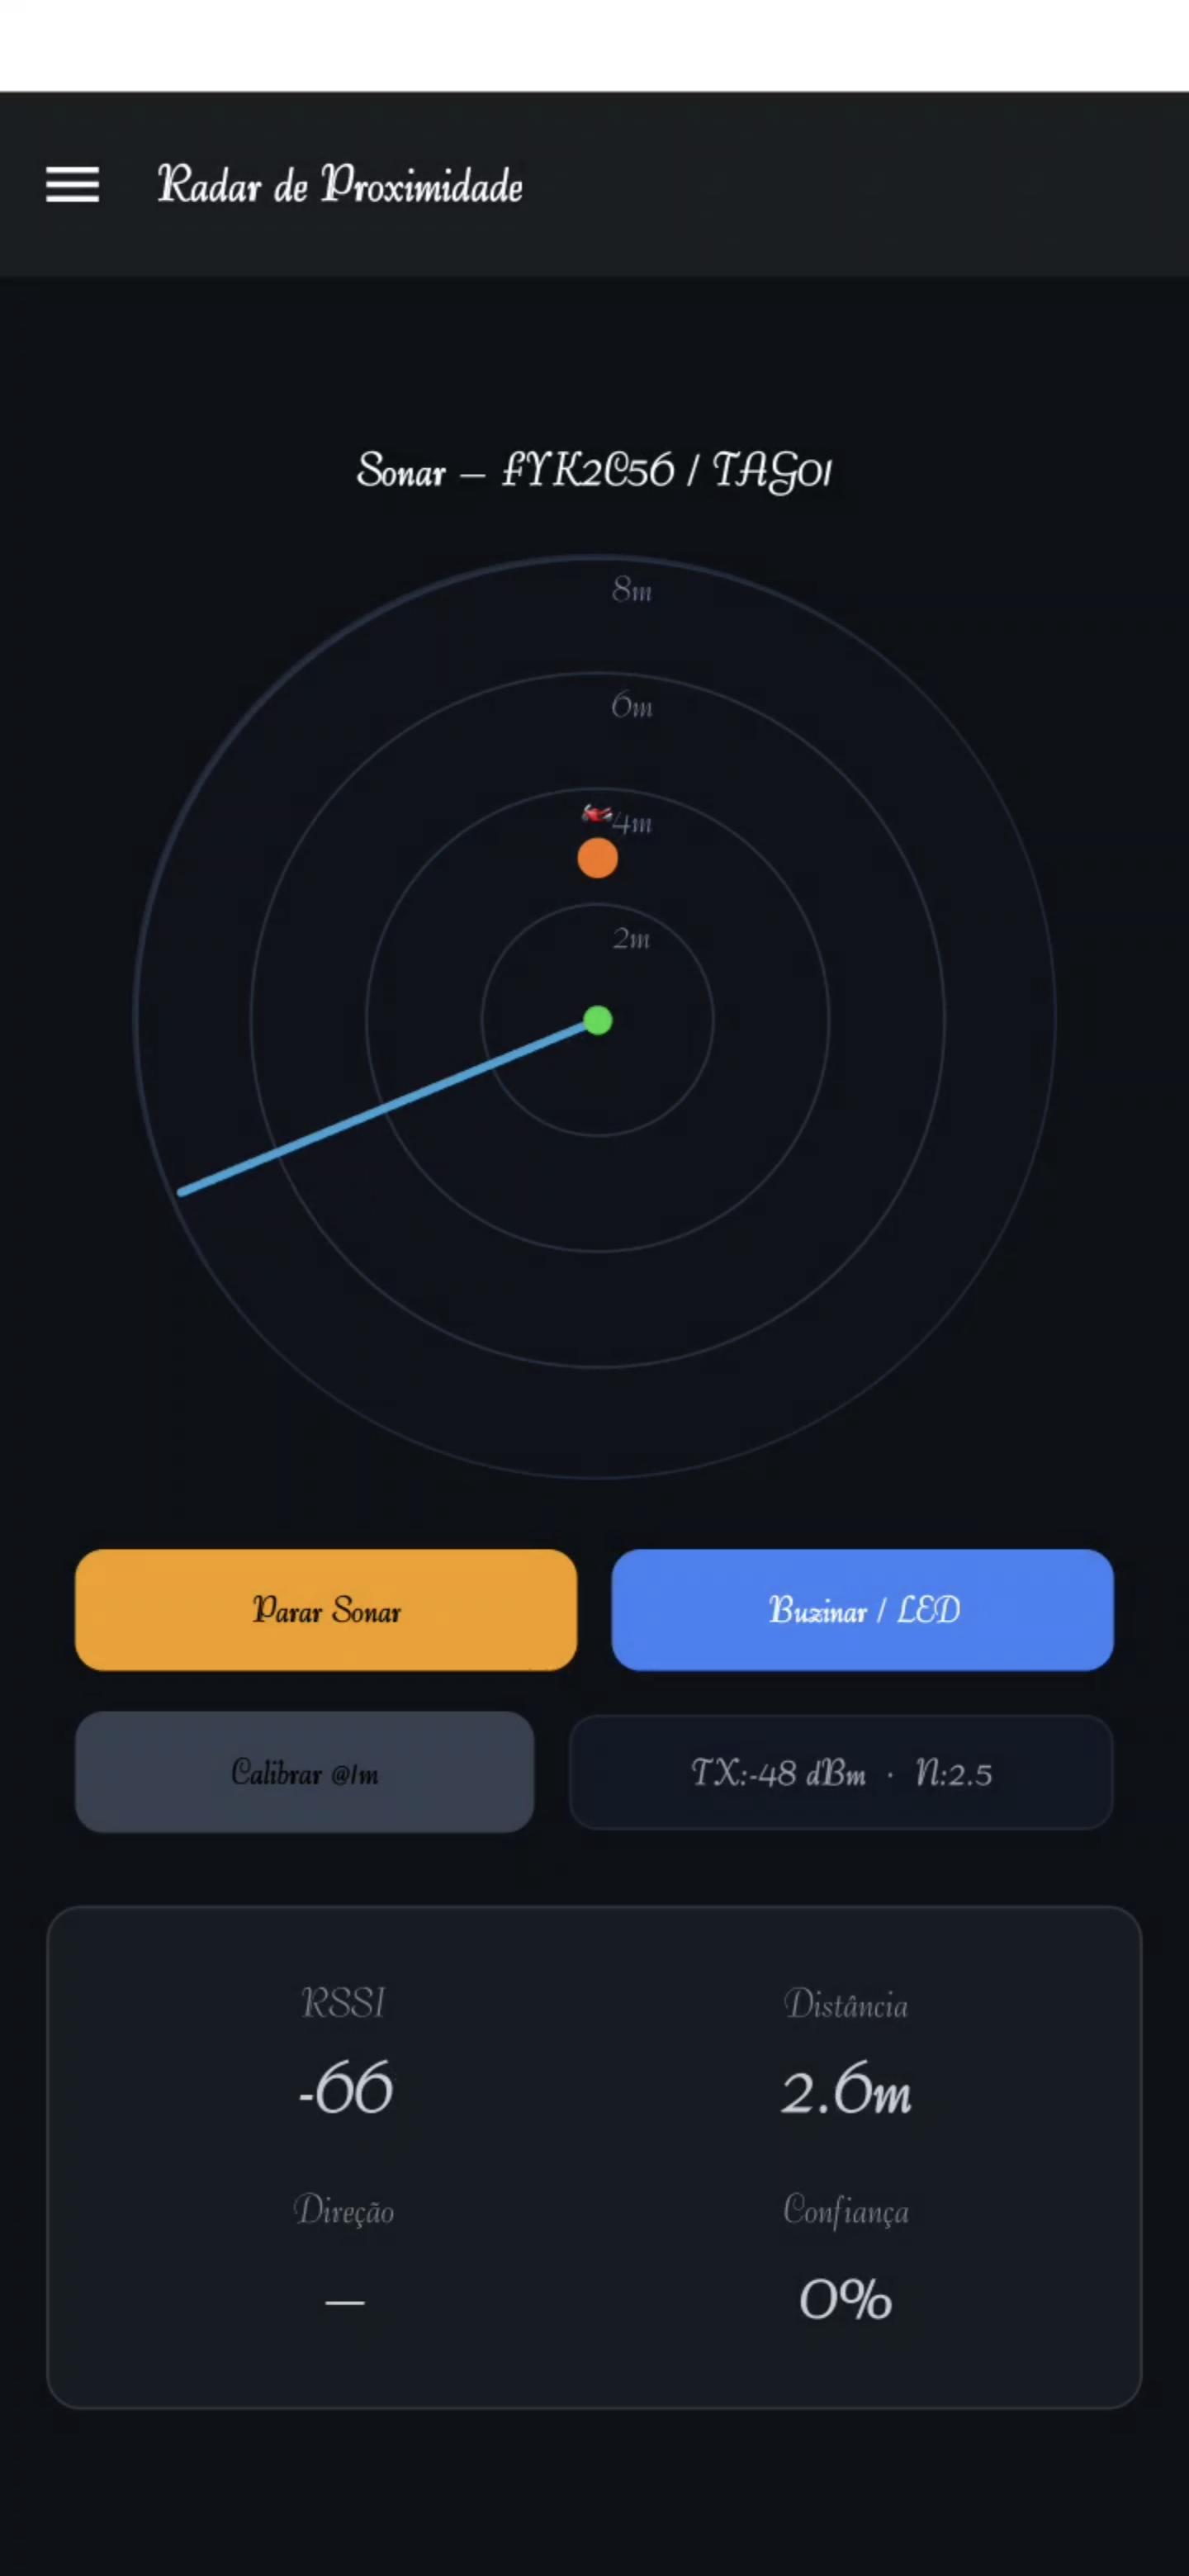 Radar de Proximidade
Sonar – FYK2C56 / TAG01
8m
6m
4m
2m
Parar Sonar
Buzinar / LED
Calibrar @1m
TX:-48 dBm · N:2.5
RSSI
Distância
-66
2.6m
Direção
Confiança
—
0%